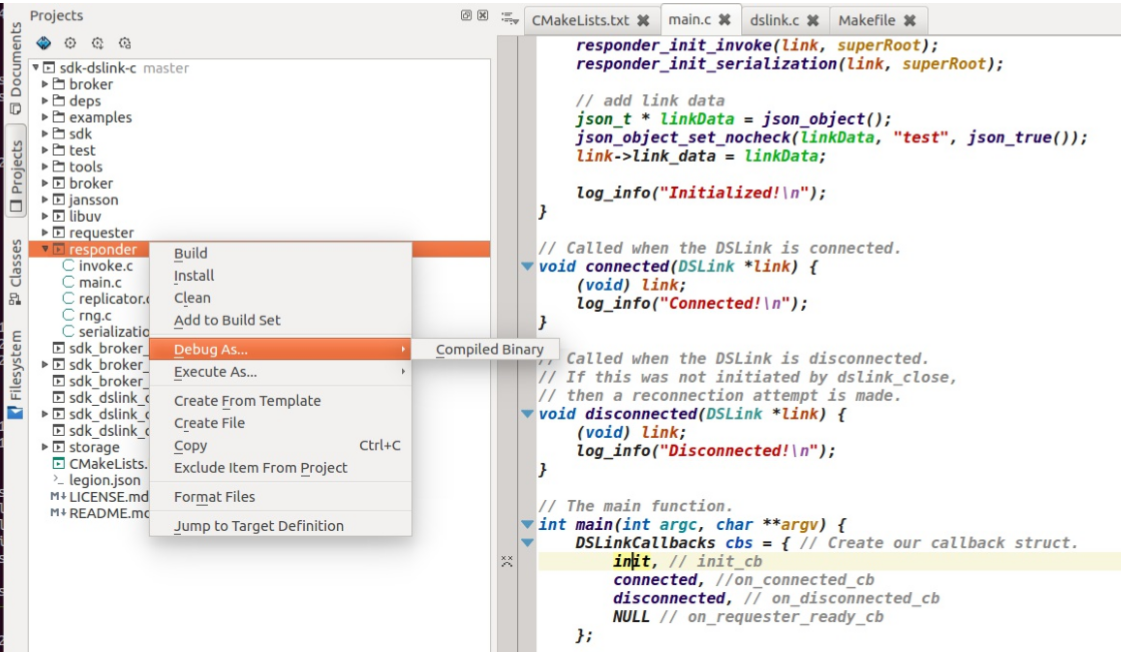 Projects
Documents
Projects
Classes
Filesystem
sdk-dslink-c master
broker
deps
examples
sdk
test
tools
broker
jansson
libuv
requester
responder
invoke.c
main.c
replicator.
rng.c
serializatio
sdk_broker_
sdk_broker_
sdk_broker_
sdk_dslink_
sdk_dslink_
sdk_dslink_
storage
CMakeLists.
legion.json
M↓ LICENSE.md
M↓ README.md
Build
Install
Clean
Add to Build Set
Debug As...
Compiled Binary
Execute As...
Create From Template
Create File
Copy Ctrl+C
Exclude Item From Project
Format Files
Jump to Target Definition
CMakeLists.txt main.c dslink.c Makefile
responder_init_invoke(link, superRoot);
responder_init_serialization(link, superRoot);
// add link data
json_t * linkData = json_object();
json_object_set_nocheck(linkData, "test", json_true());
link->link_data = linkData;
log_info("Initialized!\n");
}
// Called when the DSLink is connected.
void connected(DSLink *link) {
(void) link;
log_info("Connected!\n");
}
// Called when the DSLink is disconnected.
// If this was not initiated by dslink_close,
// then a reconnection attempt is made.
void disconnected(DSLink *link) {
(void) link;
log_info("Disconnected!\n");
}
// The main function.
int main(int argc, char **argv) {
DSLinkCallbacks cbs = { // Create our callback struct.
init, // init_cb
connected, //on_connected_cb
disconnected, // on_disconnected_cb
NULL // on_requester_ready_cb
};